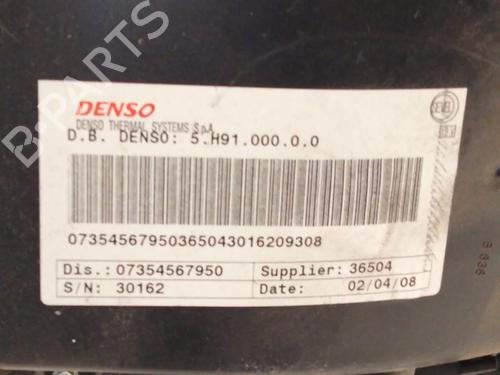 DENSO
DENSO THERMAL SYSTEMS S.p.A.
D.B. DENSO: 5.H91.000.0.0
07354567950365043016209308
Dis.: 07354567950
Supplier: 36504
S/N: 30162
Date: 02/04/08
B-PARTS